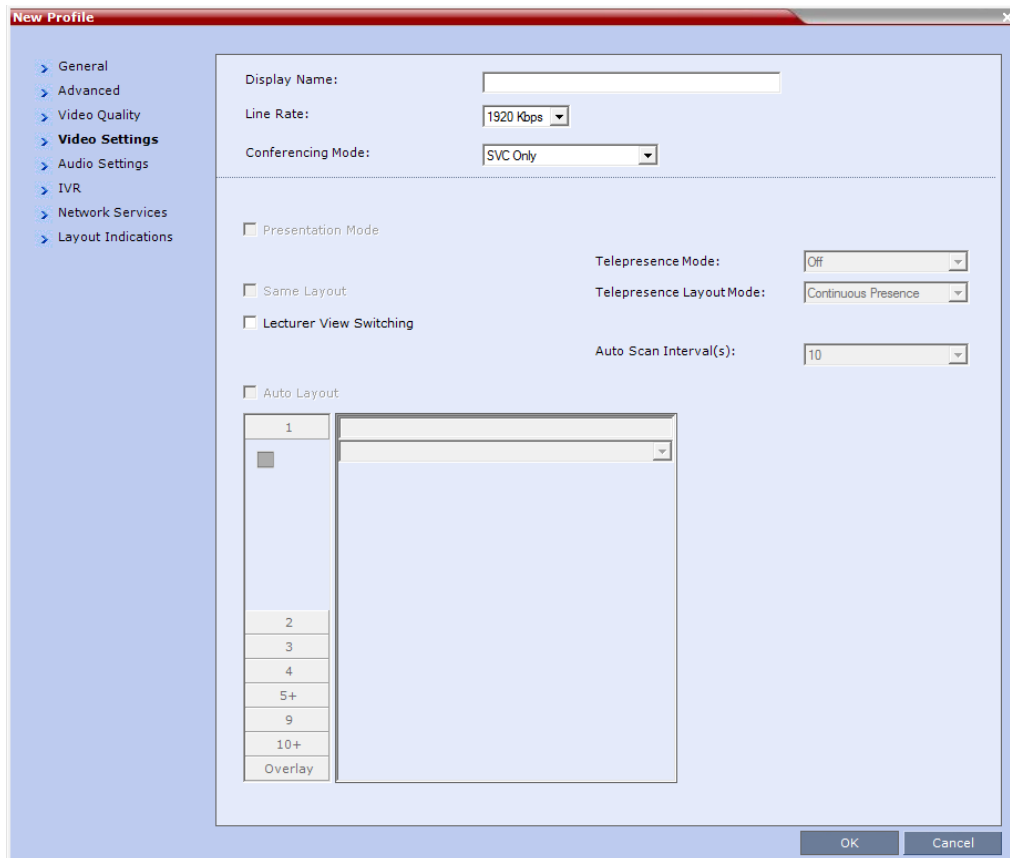 New Profile
General
Advanced
Video Quality
Video Settings
Audio Settings
IVR
Network Services
Layout Indications
Display Name:
Line Rate: 1920 Kbps
Conferencing Mode: SVC Only
Presentation Mode
Telepresence Mode: Off
Same Layout
Telepresence Layout Mode: Continuous Presence
Lecturer View Switching
Auto Scan Interval(s): 10
Auto Layout
1
2
3
4
5+
9
10+
Overlay
OK Cancel